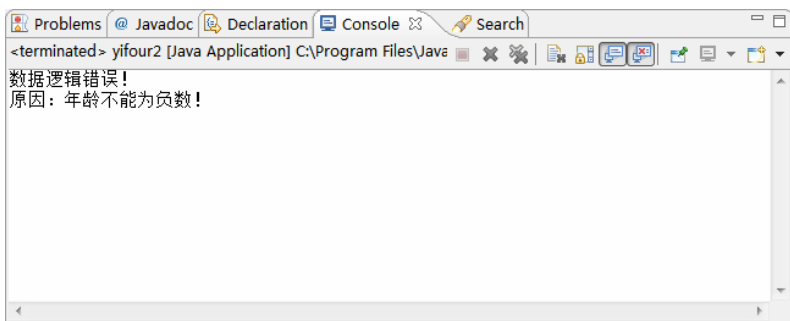 Problems @ Javadoc Declaration Console Search
<terminated> yifour2 [Java Application] C:\Program Files\Java
数据逻辑错误!
原因：年龄不能为负数!